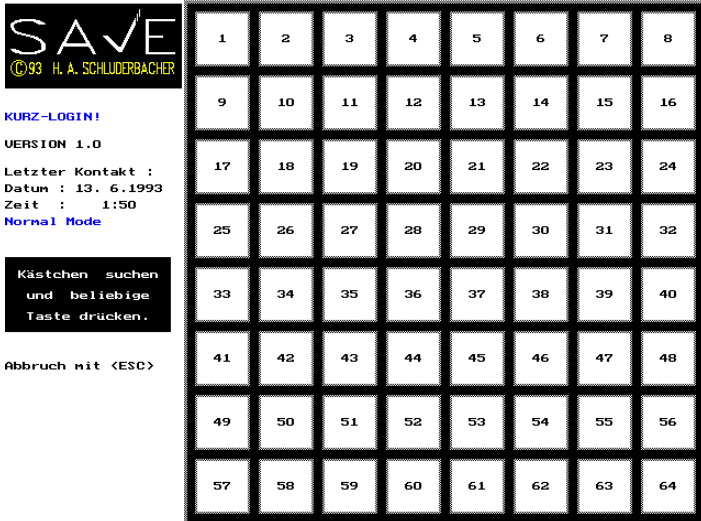 SAVE
©93 H. A. SCHLUDERBACHER
KURZ-LOGIN!
VERSION 1.0
Letzter Kontakt :
Datum : 13. 6.1993
Zeit : 1:50
Normal Mode
Kästchen suchen
und beliebige
Taste drücken.
Abbruch mit <ESC>
1 2 3 4 5 6 7 8
9 10 11 12 13 14 15 16
17 18 19 20 21 22 23 24
25 26 27 28 29 30 31 32
33 34 35 36 37 38 39 40
41 42 43 44 45 46 47 48
49 50 51 52 53 54 55 56
57 58 59 60 61 62 63 64